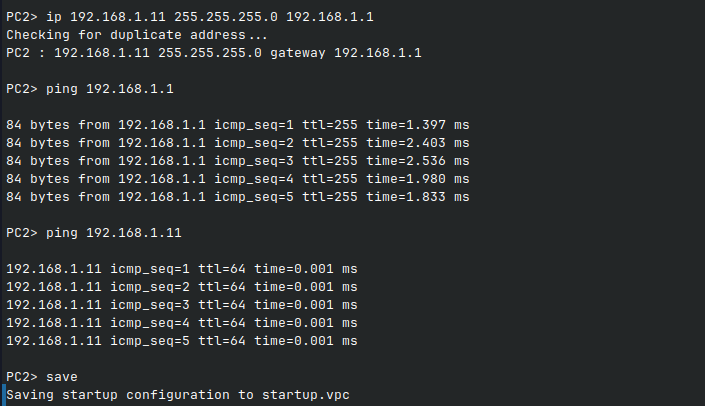 PC2> ip 192.168.1.11 255.255.255.0 192.168.1.1
Checking for duplicate address...
PC2 : 192.168.1.11 255.255.255.0 gateway 192.168.1.1
PC2> ping 192.168.1.1
84 bytes from 192.168.1.1 icmp_seq=1 ttl=255 time=1.397 ms
84 bytes from 192.168.1.1 icmp_seq=2 ttl=255 time=2.403 ms
84 bytes from 192.168.1.1 icmp_seq=3 ttl=255 time=2.536 ms
84 bytes from 192.168.1.1 icmp_seq=4 ttl=255 time=1.980 ms
84 bytes from 192.168.1.1 icmp_seq=5 ttl=255 time=1.833 ms
PC2> ping 192.168.1.11
192.168.1.11 icmp_seq=1 ttl=64 time=0.001 ms
192.168.1.11 icmp_seq=2 ttl=64 time=0.001 ms
192.168.1.11 icmp_seq=3 ttl=64 time=0.001 ms
192.168.1.11 icmp_seq=4 ttl=64 time=0.001 ms
192.168.1.11 icmp_seq=5 ttl=64 time=0.001 ms
PC2> save
Saving startup configuration to startup.vpc